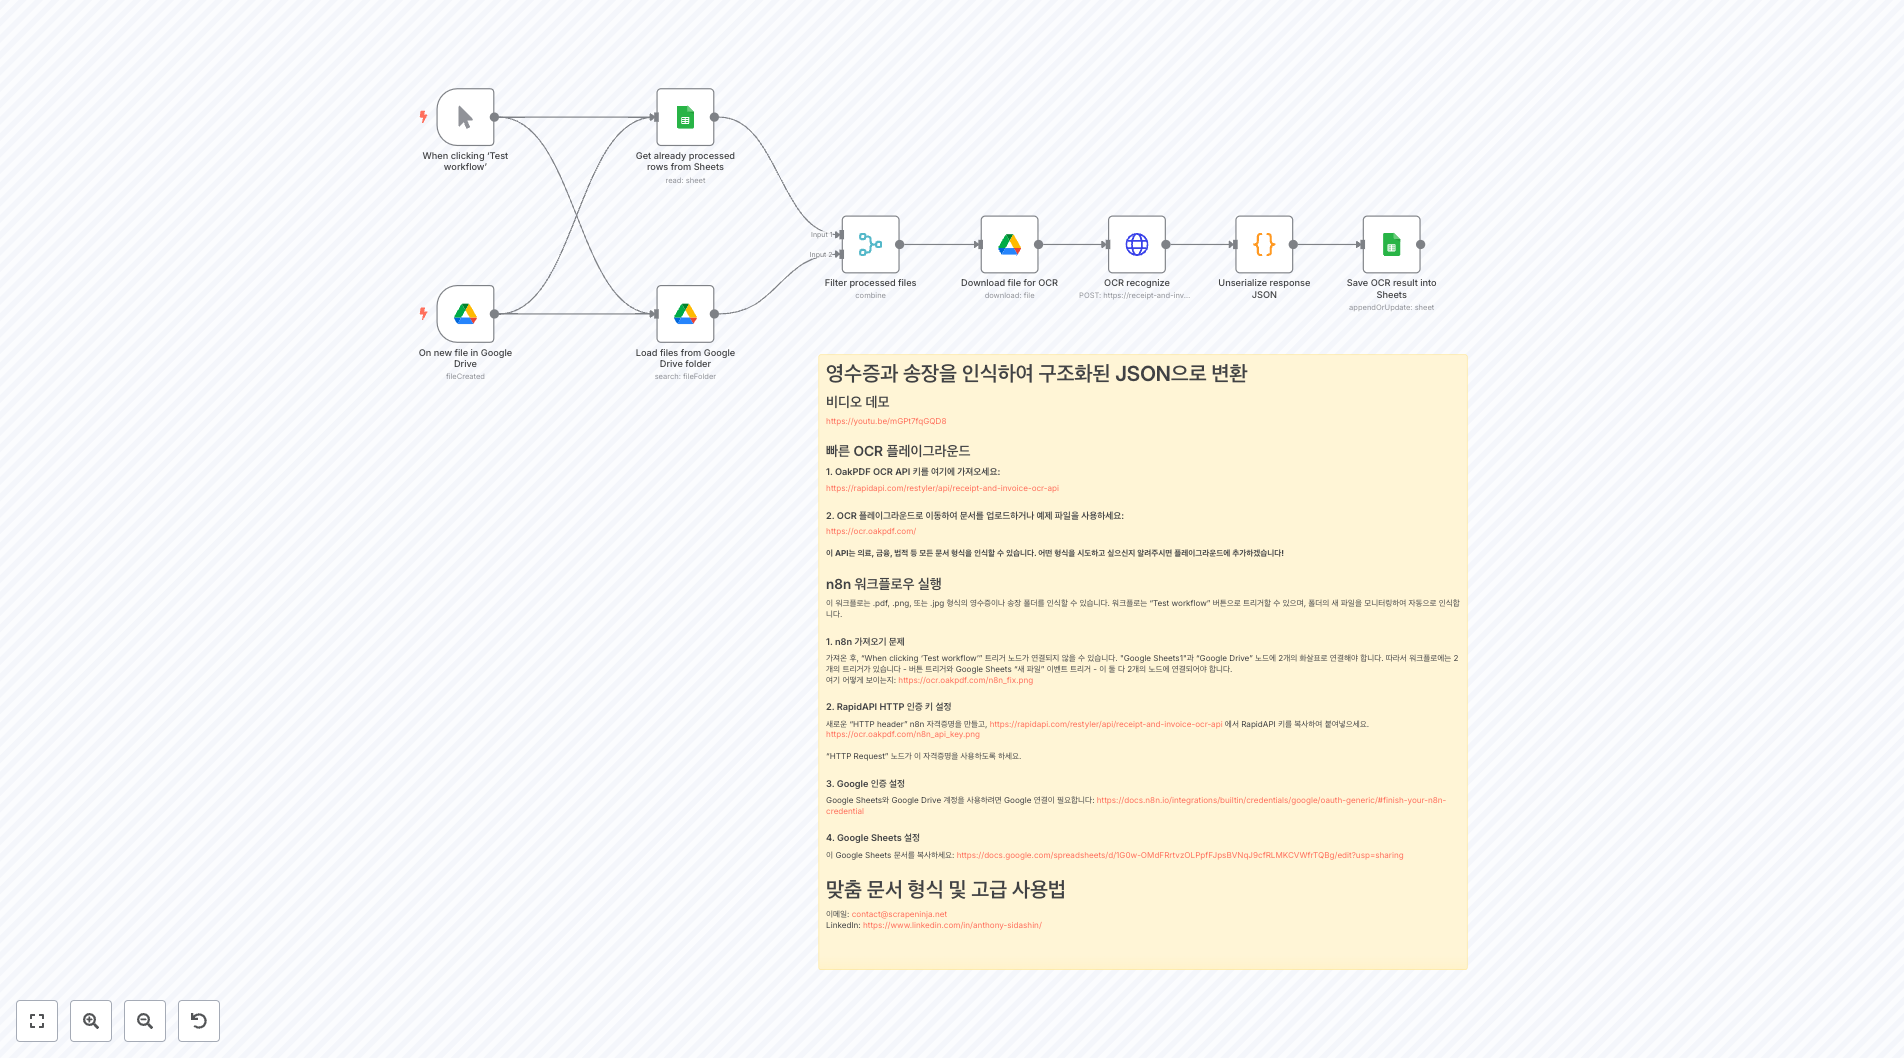 When clicking ‘Test
workflow’
Get already processed
rows from Sheets
read: sheet
On new file in Google
Drive
fileCreated
Load files from Google
Drive folder
search: fileFolder
Input 1
Input 2
Filter processed files
combine
Download file for OCR
download: file
OCR recognize
POST: https://receipt-and-inv...
Unserialize response
JSON
Save OCR result into
Sheets
appendOrUpdate: sheet
영수증과 송장을 인식하여 구조화된 JSON으로 변환
비디오 데모
https://youtu.be/mGPt7fqGQD8
빠른 OCR 플레이그라운드
1. OakPDF OCR API 키를 여기에 가져오세요:
https://rapidapi.com/restyler/api/receipt-and-invoice-ocr-api
2. OCR 플레이그라운드로 이동하여 문서를 업로드하거나 예제 파일을 사용하세요:
https://ocr.oakpdf.com/
이 API는 의료, 금융, 법적 등 모든 문서 형식을 인식할 수 있습니다. 어떤 형식을 시도하고 싶으신지 알려주시면 플레이그라운드에 추가하겠습니다!
n8n 워크플로우 실행
이 워크플로는 .pdf, .png, 또는 .jpg 형식의 영수증이나 송장 폴더를 인식할 수 있습니다. 워크플로는 “Test workflow” 버튼으로 트리거할 수 있으며, 폴더의 새 파일을 모니터링하여 자동으로 인식합
니다.
1. n8n 가져오기 문제
가져온 후, “When clicking ‘Test workflow’” 트리거 노드가 연결되지 않을 수 있습니다. “Google Sheets1”과 “Google Drive” 노드에 2개의 화살표로 연결해야 합니다. 따라서 워크플로에는 2
개의 트리거가 있습니다 - 버튼 트리거와 Google Sheets “새 파일” 이벤트 트리거 - 이 둘 다 2개의 노드에 연결되어야 합니다.
여기 어떻게 보이는지: https://ocr.oakpdf.com/n8n_fix.png
2. RapidAPI HTTP 인증 키 설정
새로운 “HTTP header” n8n 자격증명을 만들고, https://rapidapi.com/restyler/api/receipt-and-invoice-ocr-api 에서 RapidAPI 키를 복사하여 붙여넣으세요.
https://ocr.oakpdf.com/n8n_api_key.png
“HTTP Request” 노드가 이 자격증명을 사용하도록 하세요.
3. Google 인증 설정
Google Sheets와 Google Drive 계정을 사용하려면 Google 연결이 필요합니다: https://docs.n8n.io/integrations/builtin/credentials/google/oauth-generic/#finish-your-n8n-
credential
4. Google Sheets 설정
이 Google Sheets 문서를 복사하세요: https://docs.google.com/spreadsheets/d/1G0w-OMdFRrtvzOLPpfFJpsBVNqJ9cfRLMKCVWfrTQBg/edit?usp=sharing
맞춤 문서 형식 및 고급 사용법
이메일: contact@scrapeninja.net
LinkedIn: https://www.linkedin.com/in/anthony-sidashin/